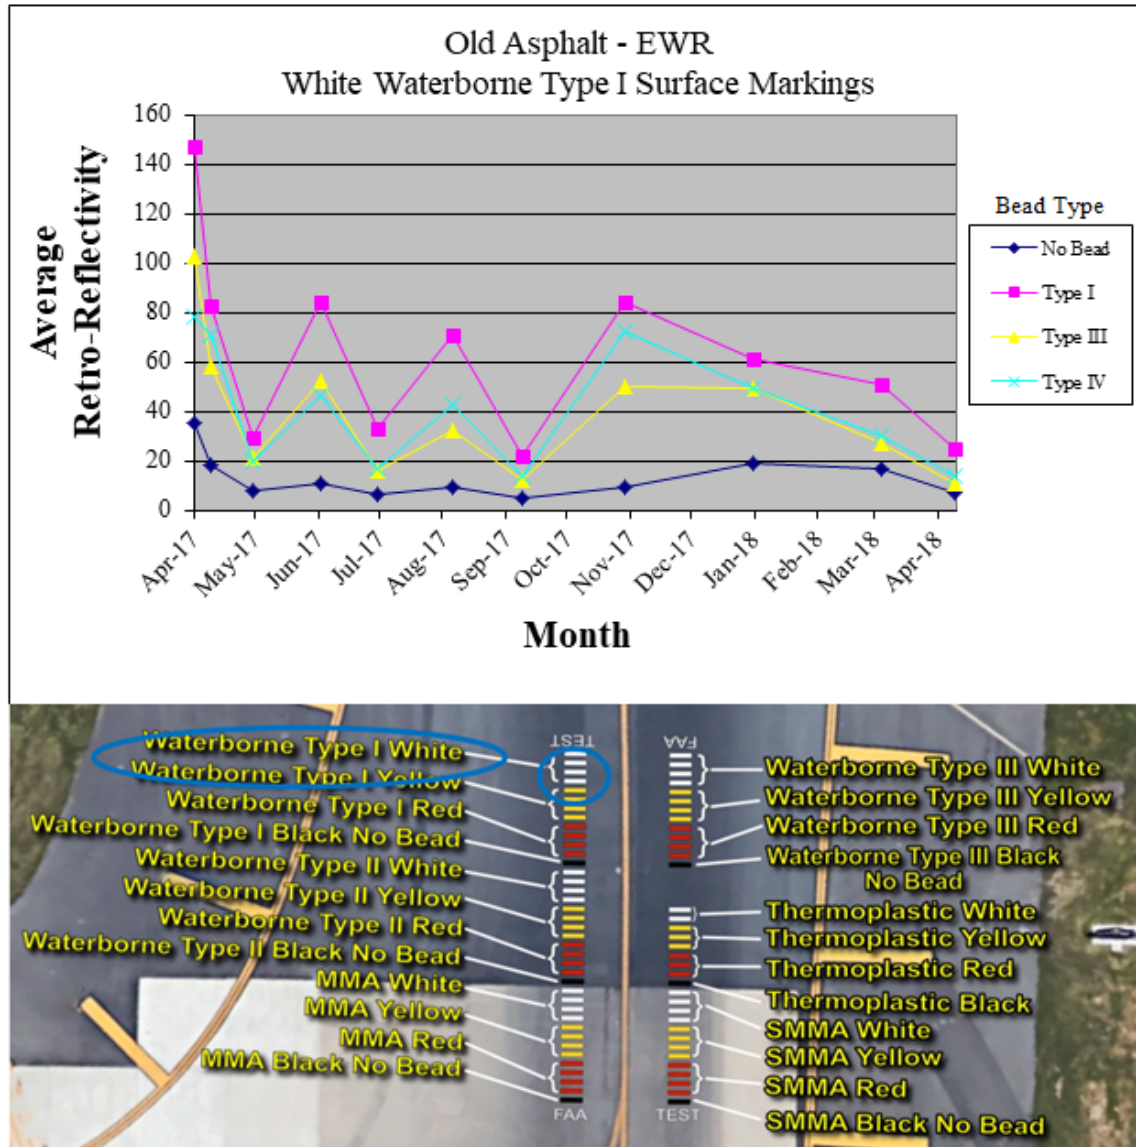 Old Asphalt - EWR
White Waterborne Type I Surface Markings
Average
Retro-Reflectivity
160
140
120
100
80
60
40
20
0
Apr-17
May-17
Jun-17
Jul-17
Aug-17
Sep-17
Oct-17
Nov-17
Dec-17
Jan-18
Feb-18
Mar-18
Apr-18
Month
Bead Type
No Bead
Type I
Type III
Type IV
TEST
FAA
Waterborne Type I White
Waterborne Type I Yellow
Waterborne Type I Red
Waterborne Type I Black No Bead
Waterborne Type II White
Waterborne Type II Yellow
Waterborne Type II Red
Waterborne Type II Black No Bead
MMA White
MMA Yellow
MMA Red
MMA Black No Bead
Waterborne Type III White
Waterborne Type III Yellow
Waterborne Type III Red
Waterborne Type III Black
No Bead
Thermoplastic White
Thermoplastic Yellow
Thermoplastic Red
Thermoplastic Black
SMMA White
SMMA Yellow
SMMA Red
SMMA Black No Bead
FAA
TEST